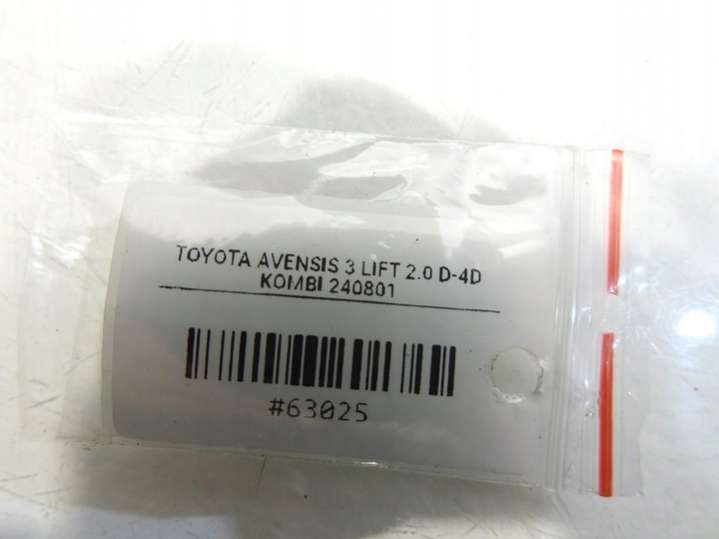 TOYOTA AVENSIS 3 LIFT 2.0 D-4D
KOMBI 240801
#63025